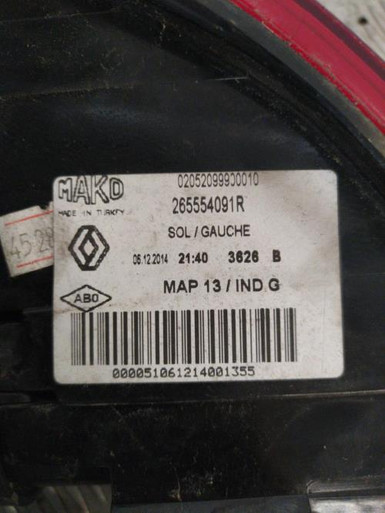 02052099900010
MAKO
MADE IN TURKEY
265554091R
SOL / GAUCHE
06.12.2014 21:40 3626 B
MAP 13 / IND.G
ABO
000051061214001355